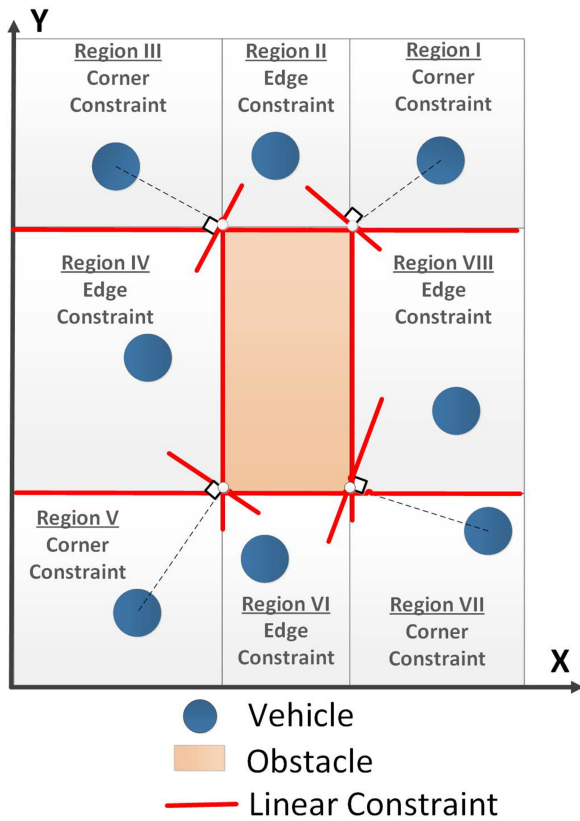 Y
Region III
Corner
Constraint
Region II
Edge
Constraint
Region I
Corner
Constraint
Region IV
Edge
Constraint
Region VIII
Edge
Constraint
Region V
Corner
Constraint
Region VI
Edge
Constraint
Region VII
Corner
Constraint
X
Vehicle
Obstacle
Linear Constraint